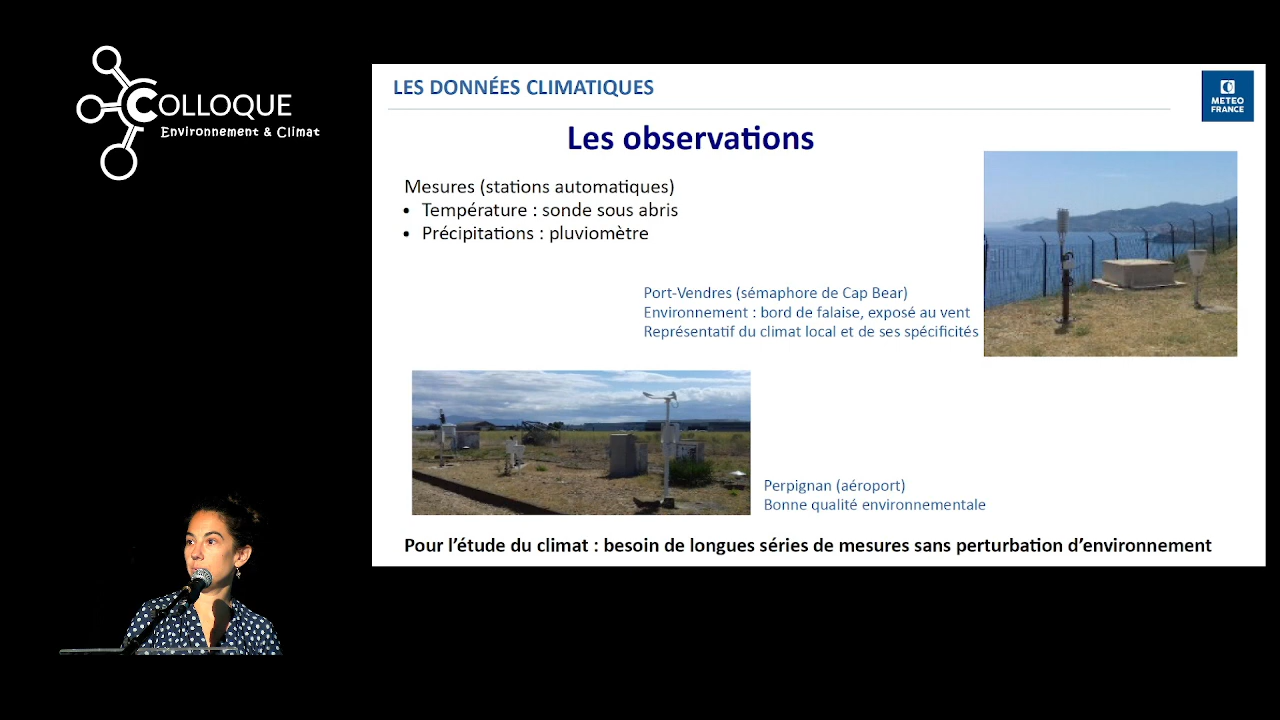 COLLOQUE
Environnement & Climat
LES DONNÉES CLIMATIQUES
METEO
FRANCE
Les observations
Mesures (stations automatiques)
• Température : sonde sous abris
• Précipitations : pluviomètre
Port-Vendres (sémaphore de Cap Bear)
Environnement : bord de falaise, exposé au vent
Représentatif du climat local et de ses spécificités
Perpignan (aéroport)
Bonne qualité environnementale
Pour l’étude du climat : besoin de longues séries de mesures sans perturbation d’environnement